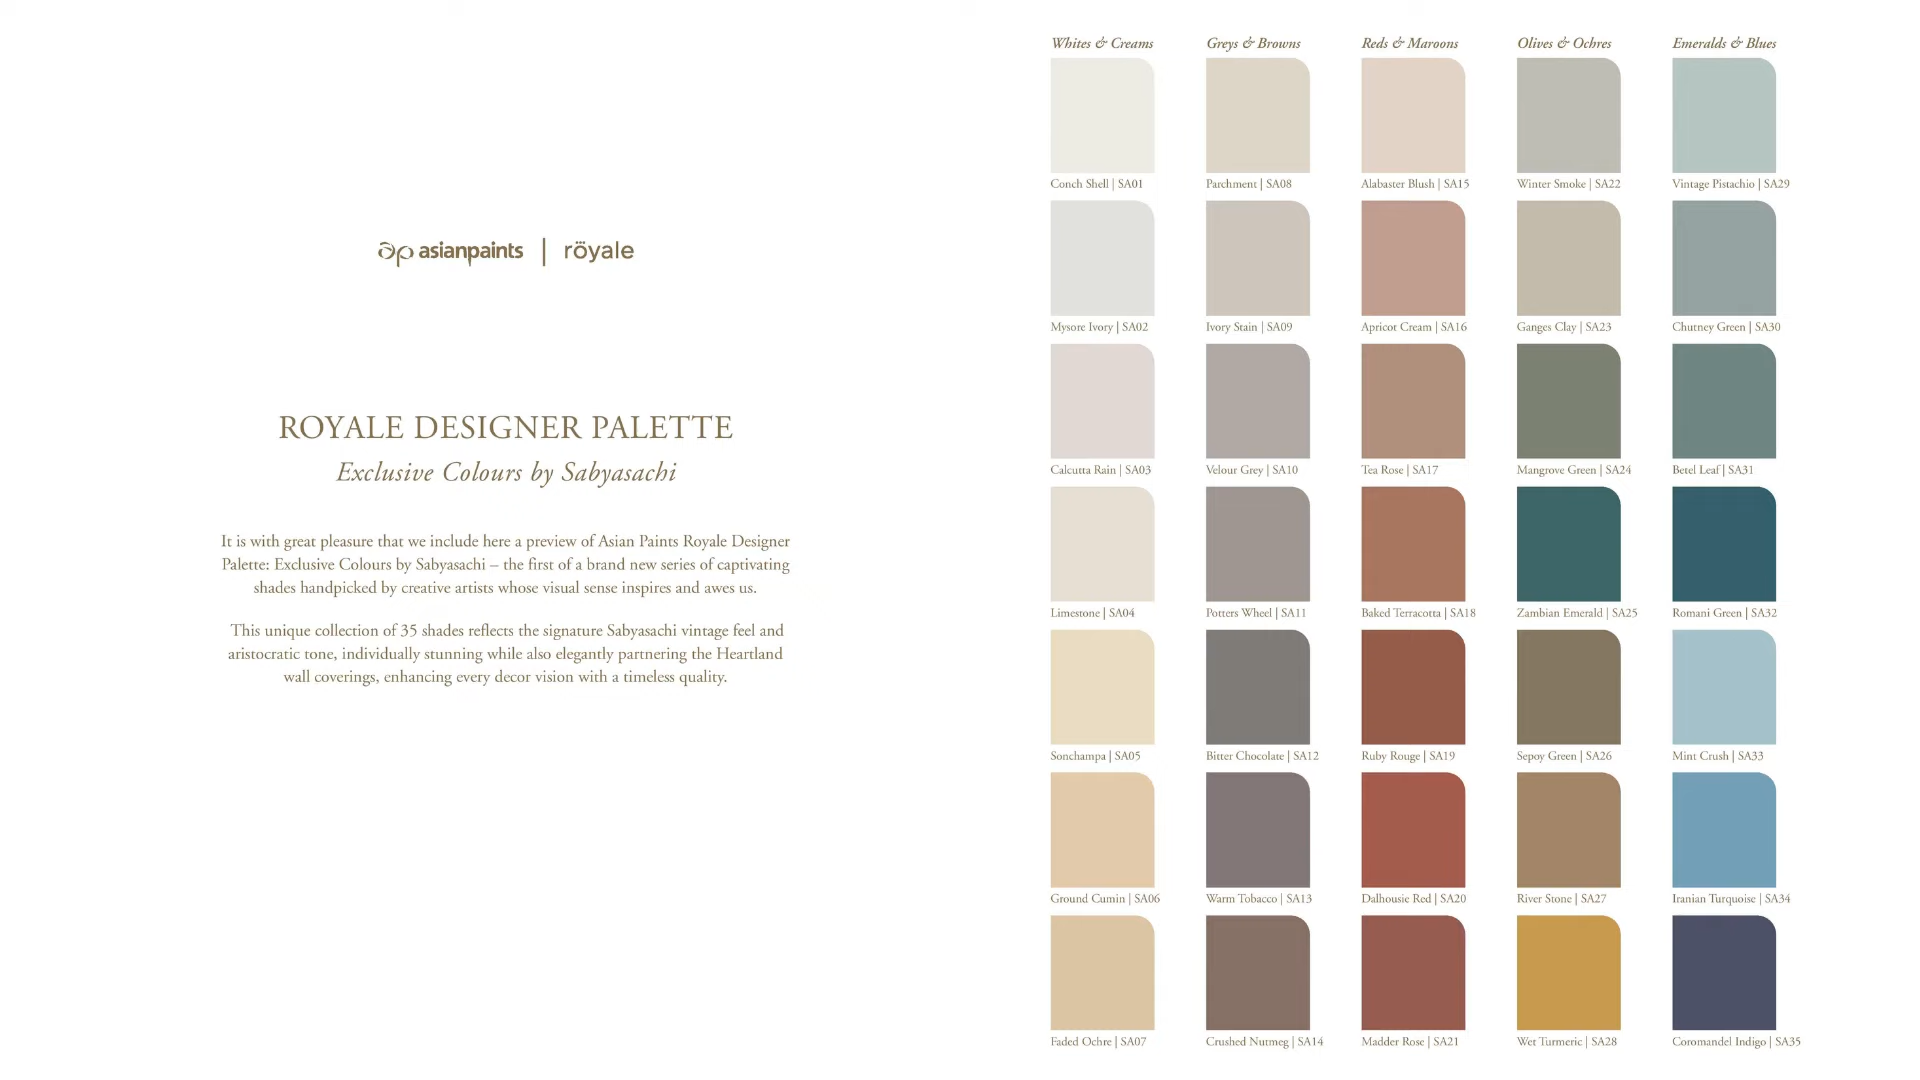 asianpaints | röyale
ROYALE DESIGNER PALETTE
Exclusive Colours by Sabyasachi
It is with great pleasure that we include here a preview of Asian Paints Royale Designer
Palette: Exclusive Colours by Sabyasachi – the first of a brand new series of captivating
shades handpicked by creative artists whose visual sense inspires and awes us.
This unique collection of 35 shades reflects the signature Sabyasachi vintage feel and
aristocratic tone, individually stunning while also elegantly partnering the Heartland
wall coverings, enhancing every decor vision with a timeless quality.
Whites & Creams
Conch Shell | SA01
Mysore Ivory | SA02
Calcutta Rain | SA03
Limestone | SA04
Sonchampa | SA05
Ground Cumin | SA06
Faded Ochre | SA07
Greys & Browns
Parchment | SA08
Ivory Stain | SA09
Velour Grey | SA10
Potters Wheel | SA11
Bitter Chocolate | SA12
Warm Tobacco | SA13
Crushed Nutmeg | SA14
Reds & Maroons
Alabaster Blush | SA15
Apricot Cream | SA16
Tea Rose | SA17
Baked Terracotta | SA18
Ruby Rouge | SA19
Dalhousie Red | SA20
Madder Rose | SA21
Olives & Ochres
Winter Smoke | SA22
Ganges Clay | SA23
Mangrove Green | SA24
Zambian Emerald | SA25
Sepoy Green | SA26
River Stone | SA27
Wet Turmeric | SA28
Emeralds & Blues
Vintage Pistachio | SA29
Chutney Green | SA30
Betel Leaf | SA31
Romani Green | SA32
Mint Crush | SA33
Iranian Turquoise | SA34
Coromandel Indigo | SA35